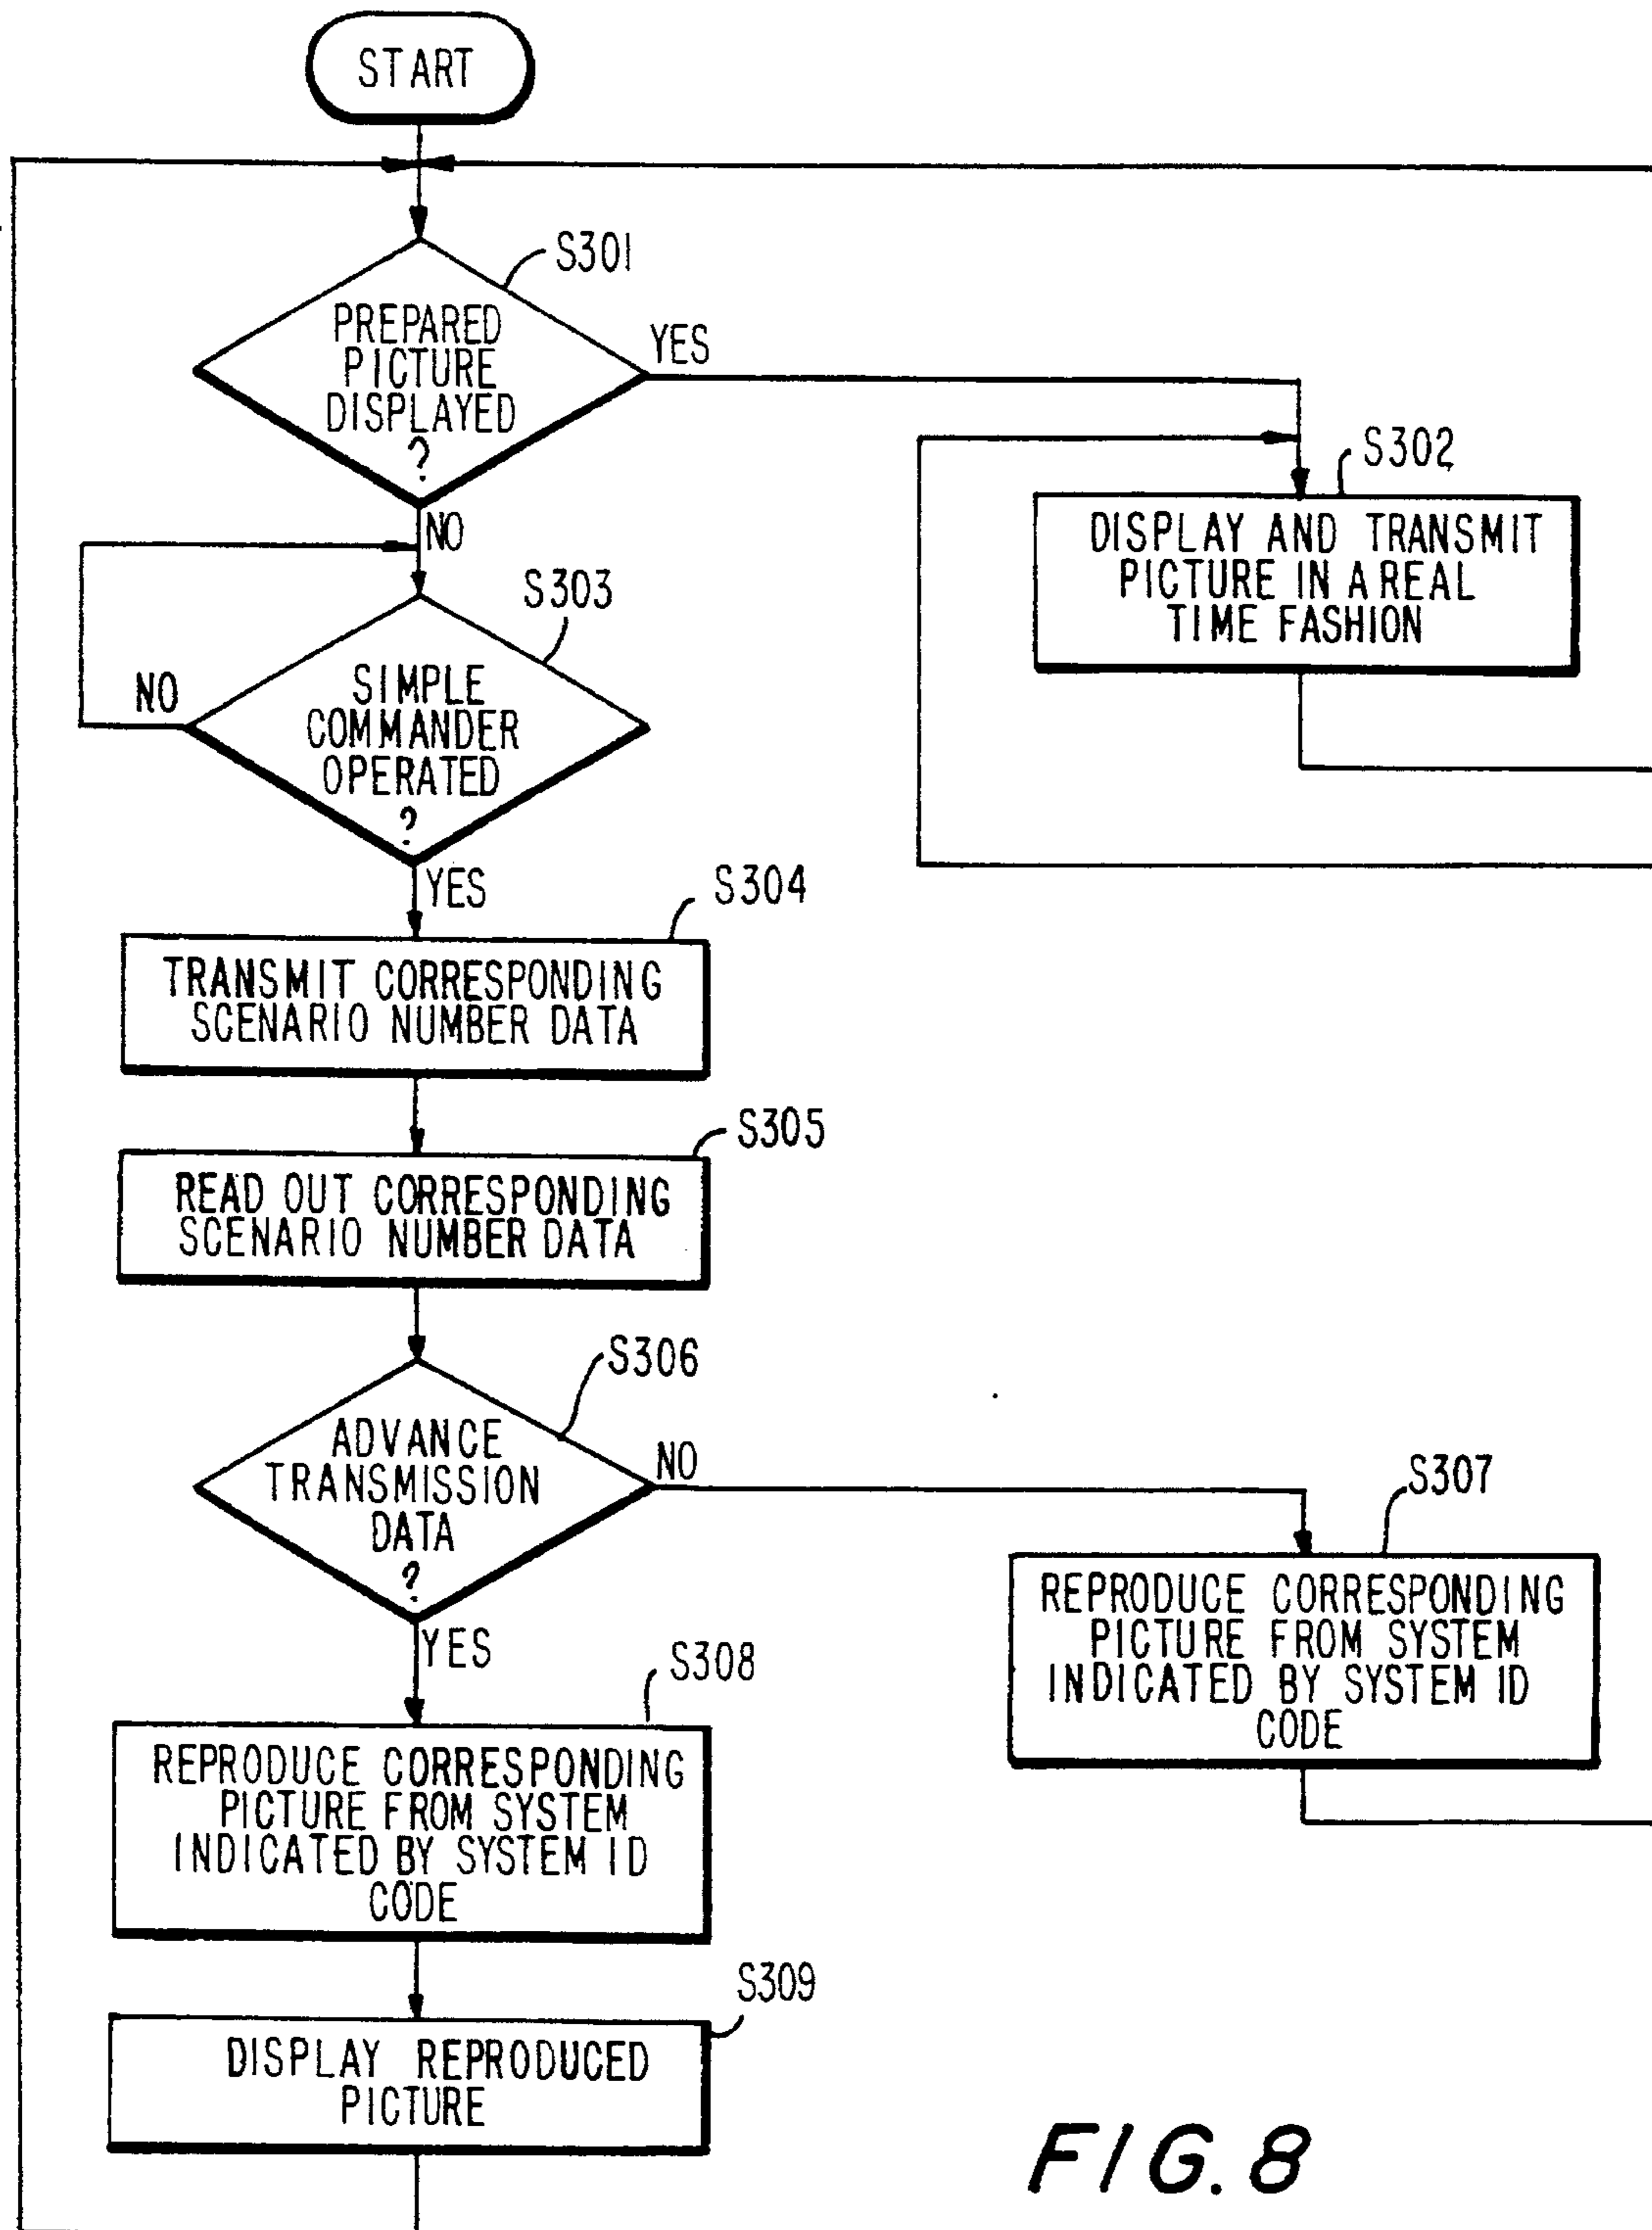 START
S301
PREPARED
PICTURE
DISPLAYED
?
YES
NO
S302
DISPLAY AND TRANSMIT
PICTURE IN A REAL
TIME FASHION
S303
SIMPLE
COMMANDER
OPERATED
?
NO
YES
S304
TRANSMIT CORRESPONDING
SCENARIO NUMBER DATA
S305
READ OUT CORRESPONDING
SCENARIO NUMBER DATA
S306
ADVANCE
TRANSMISSION
DATA
?
NO
YES
S307
REPRODUCE CORRESPONDING
PICTURE FROM SYSTEM
INDICATED BY SYSTEM ID
CODE
S308
REPRODUCE CORRESPONDING
PICTURE FROM SYSTEM
INDICATED BY SYSTEM ID
CODE
S309
DISPLAY REPRODUCED
PICTURE
FIG. 8